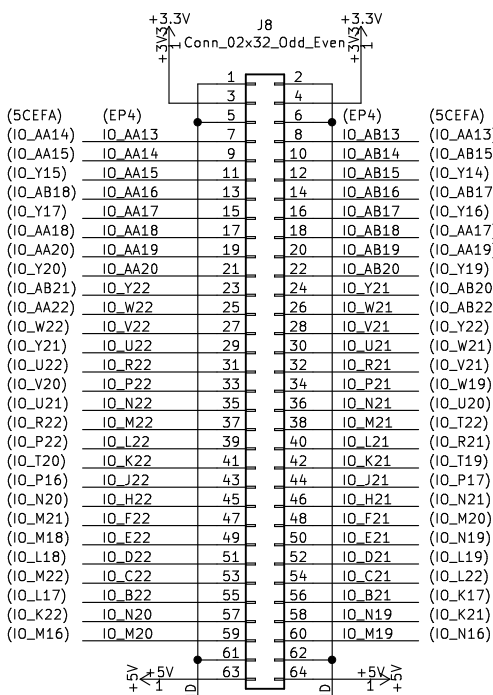 +3.3V J8 +3.3V
+3V3 1 Conn_02x32_Odd_Even +3V3 1
1 2
3 4
(5CEFA) (EP4) 5 6 (EP4) (5CEFA)
(IO_AA14) IO_AA13 7 8 IO_AB13 (IO_AA13
(IO_AA15) IO_AA14 9 10 IO_AB14 (IO_AB15
(IO_Y15) IO_AA15 11 12 IO_AB15 (IO_Y14)
(IO_AB18) IO_AA16 13 14 IO_AB16 (IO_AB17
(IO_Y17) IO_AA17 15 16 IO_AB17 (IO_Y16)
(IO_AA18) IO_AA18 17 18 IO_AB18 (IO_AA17)
(IO_AA20) IO_AA19 19 20 IO_AB19 (IO_AA19)
(IO_Y20) IO_AA20 21 22 IO_AB20 (IO_Y19)
(IO_AB21) IO_Y22 23 24 IO_Y21 (IO_AB20
(IO_AA22) IO_W22 25 26 IO_W21 (IO_AB22
(IO_W22) IO_V22 27 28 IO_V21 (IO_Y22)
(IO_Y21) IO_U22 29 30 IO_U21 (IO_W21)
(IO_U22) IO_R22 31 32 IO_R21 (IO_V21)
(IO_V20) IO_P22 33 34 IO_P21 (IO_W19)
(IO_U21) IO_N22 35 36 IO_N21 (IO_U20)
(IO_R22) IO_M22 37 38 IO_M21 (IO_T22)
(IO_P22) IO_L22 39 40 IO_L21 (IO_R21)
(IO_T20) IO_K22 41 42 IO_K21 (IO_T19)
(IO_P16) IO_J22 43 44 IO_J21 (IO_P17)
(IO_N20) IO_H22 45 46 IO_H21 (IO_N21)
(IO_M21) IO_F22 47 48 IO_F21 (IO_M20)
(IO_M18) IO_E22 49 50 IO_E21 (IO_N19)
(IO_L18) IO_D22 51 52 IO_D21 (IO_L19)
(IO_M22) IO_C22 53 54 IO_C21 (IO_L22)
(IO_L17) IO_B22 55 56 IO_B21 (IO_K17)
(IO_K22) IO_N20 57 58 IO_N19 (IO_K21)
(IO_M16) IO_M20 59 60 IO_M19 (IO_N16)
61 62
+5V +5V 1 63 64 +5V 1 +5V
D D